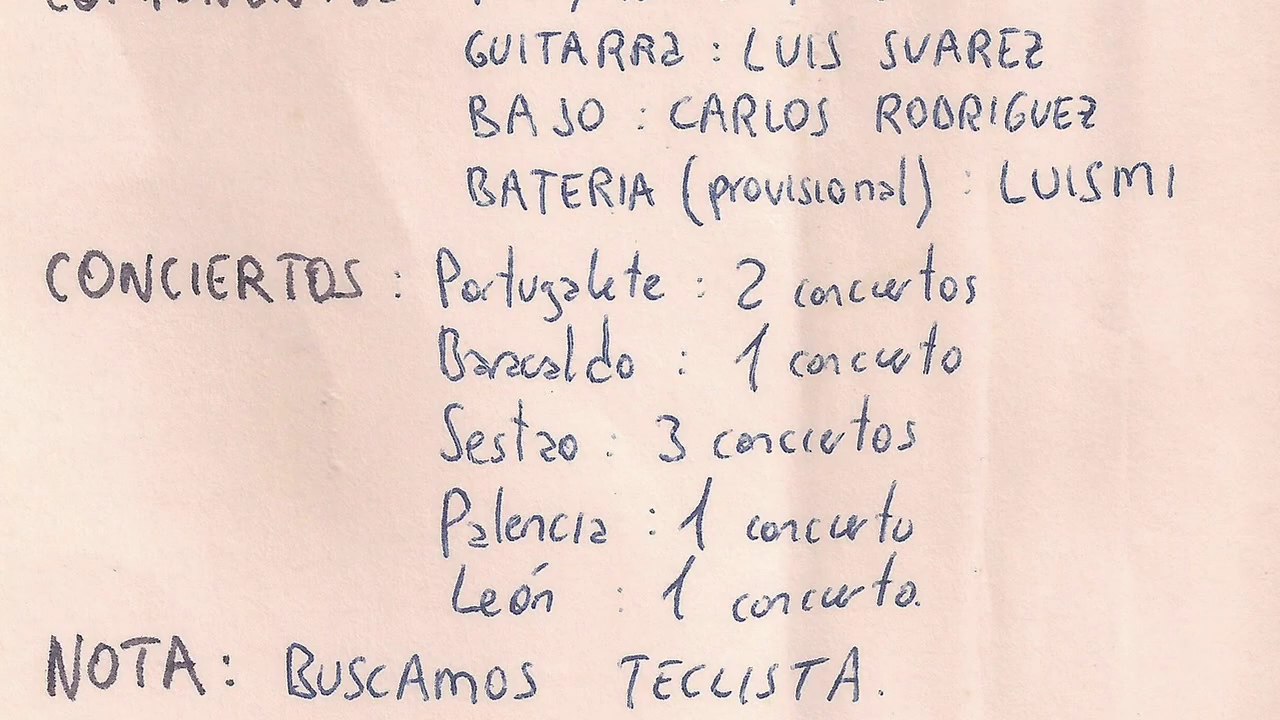 GUITARRA : LUIS SUAREZ
BAJO : CARLOS RODRIGUEZ
BATERIA (provisional) : LUISMI
CONCIERTOS : Portugalete : 2 conciertos
Baracaldo : 1 concierto
Sestao : 3 conciertos
Palencia : 1 concierto
León : 1 concierto.
NOTA : BUSCAMOS TECLISTA.